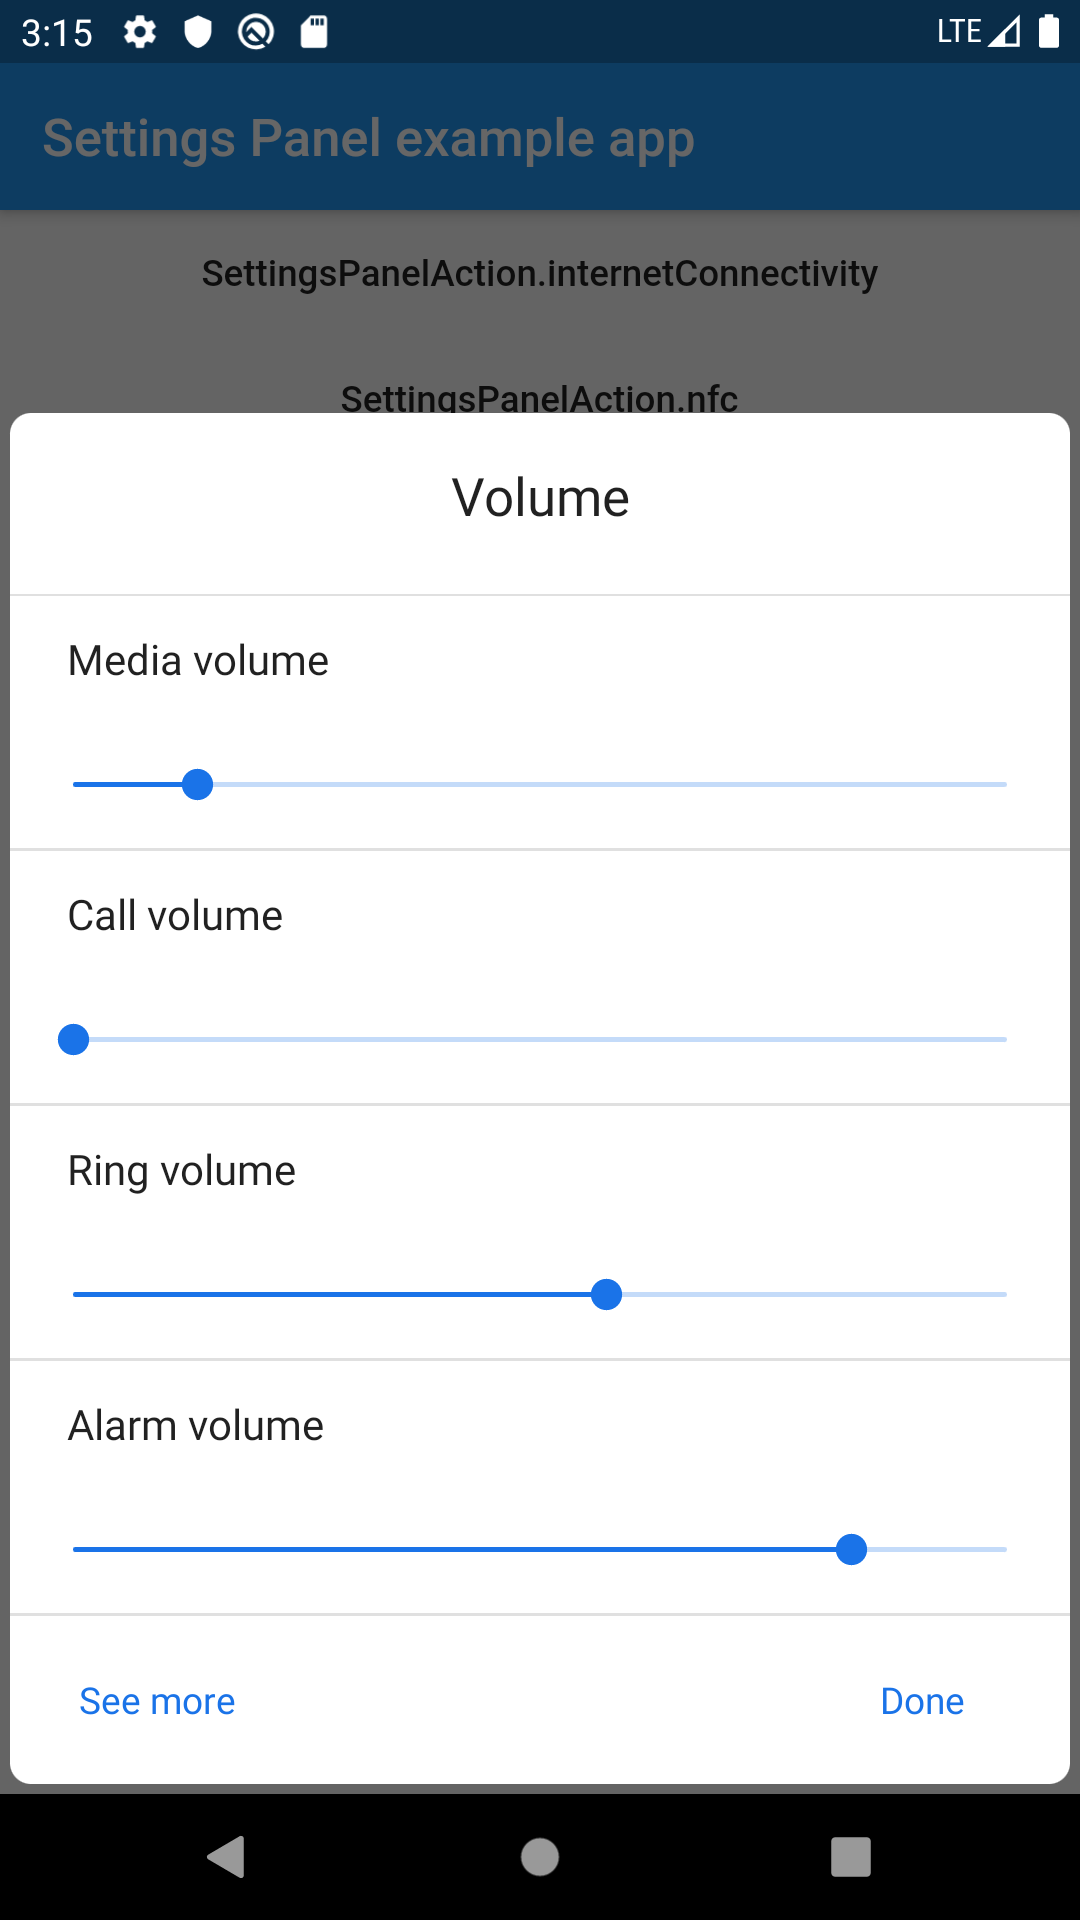 3:15 LTE
Settings Panel example app
SettingsPanelAction.internetConnectivity
SettingsPanelAction.nfc
Volume
Media volume
Call volume
Ring volume
Alarm volume
See more Done